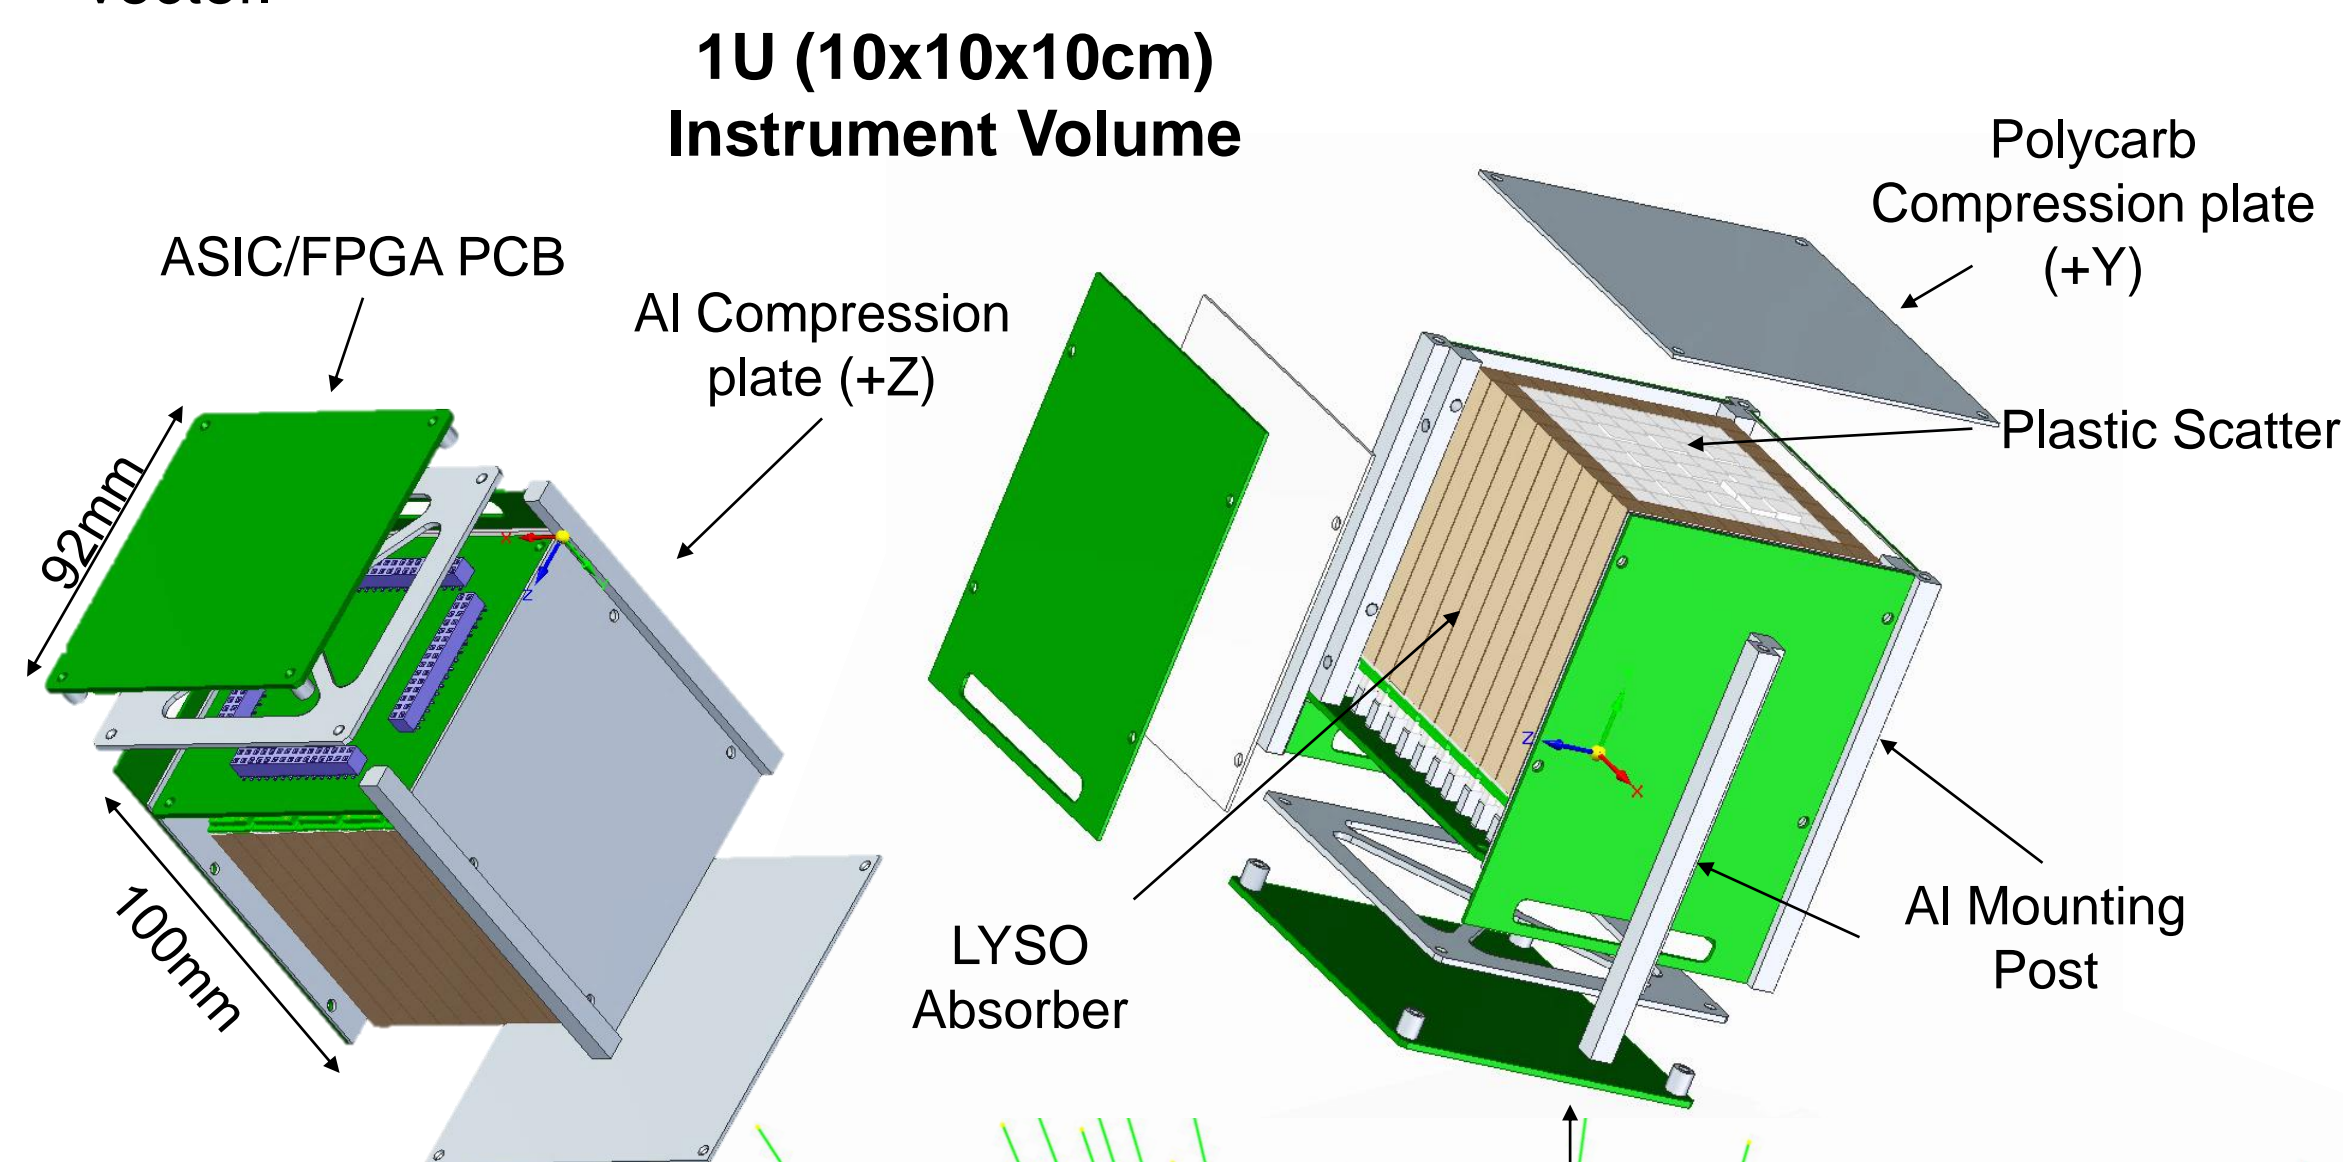 1U (10x10x10cm)
Instrument Volume
ASIC/FPGA PCB
Al Compression
plate (+Z)
Polycarb
Compression plate
(+Y)
Plastic Scatter
92mm
100mm
LYSO
Absorber
Al Mounting
Post
X
Z
Z
X